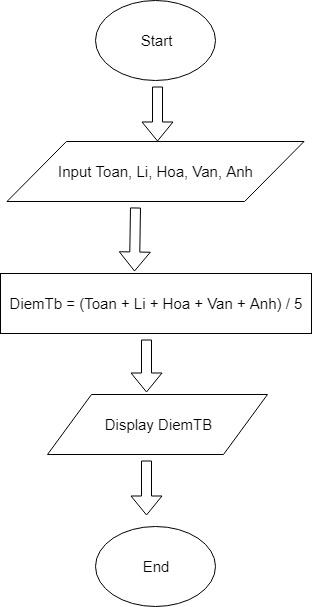 Start
Input Toan, Li, Hoa, Van, Anh
DiemTb = (Toan + Li + Hoa + Van + Anh) / 5
Display DiemTB
End